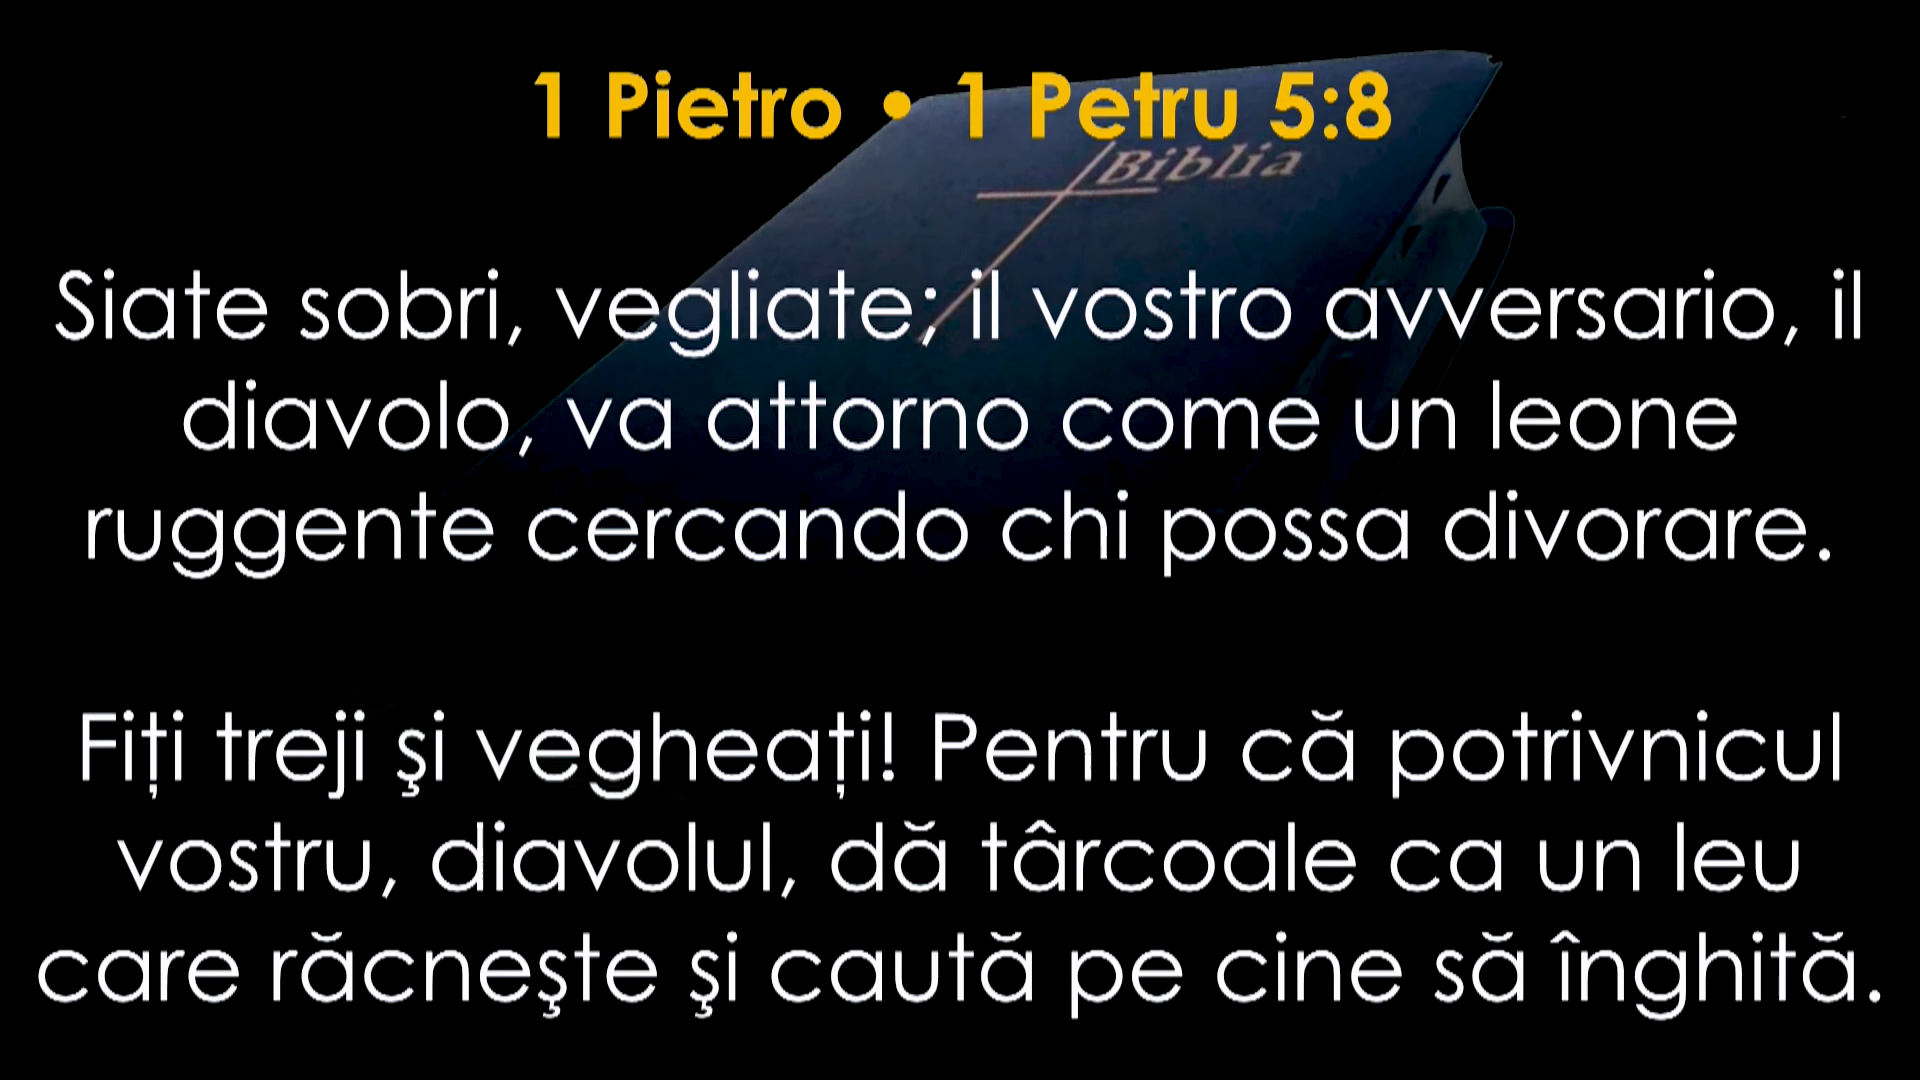 1 Pietro • 1 Petru 5:8
Biblia
Siate sobri, vegliate; il vostro avversario, il
diavolo, va attorno come un leone
ruggente cercando chi possa divorare.
Fiţi treji şi vegheaţi! Pentru că potrivnicul
vostru, diavolul, dă târcoale ca un leu
care răcneşte şi caută pe cine să înghită.